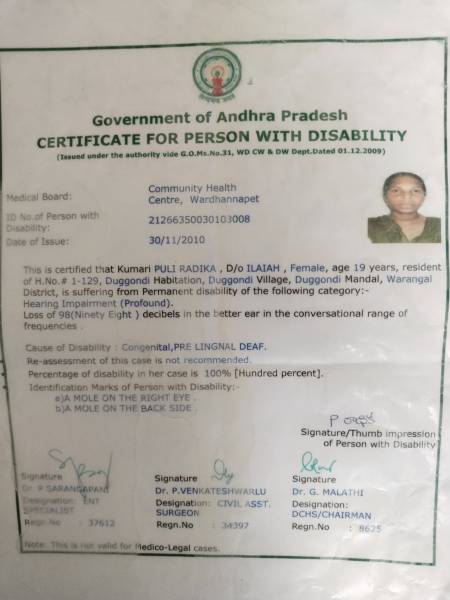 Government of Andhra Pradesh
CERTIFICATE FOR PERSON WITH DISABILITY
(Issued under the authority vide G.O.Ms.No.31, WD CW & DW Dept.Dated 01.12.2009)
Medical Board: Community Health Centre, Wardhannapet
ID No.of Person with Disability: 21266350030103008
Date of Issue: 30/11/2010
This is certified that Kumari PULI RADIKA , D/o ILAIAH , Female, age 19 years, resident
of H.No.# 1-129, Duggondi Habitation, Duggondi Village, Duggondi Mandal, Warangal
District, is suffering from Permanent disability of the following category:-
Hearing Impairment (Profound).
Loss of 98(Ninety Eight ) decibels in the better ear in the conversational range of
frequencies .
Cause of Disability : Congenital,PRE LINGNAL DEAF.
Re-assessment of this case is not recommended.
Percentage of disability in her case is 100% [Hundred percent].
Identification Marks of Person with Disability:-
a)A MOLE ON THE RIGHT EYE .
b)A MOLE ON THE BACK SIDE .
P రాధిక
Signature/Thumb impression
of Person with Disability
Signature
Dr. P SARANGAPANI
Designation: ENT
SPECIALIST
Regn.No : 37612
Signature
Dr. P.VENKATESHWARLU
Designation: CIVIL ASST.
SURGEON
Regn.No : 34397
Signature
Dr. G. MALATHI
Designation:
DCHS/CHAIRMAN
Regn.No : 8625
Note: This is not valid for Medico-Legal cases.